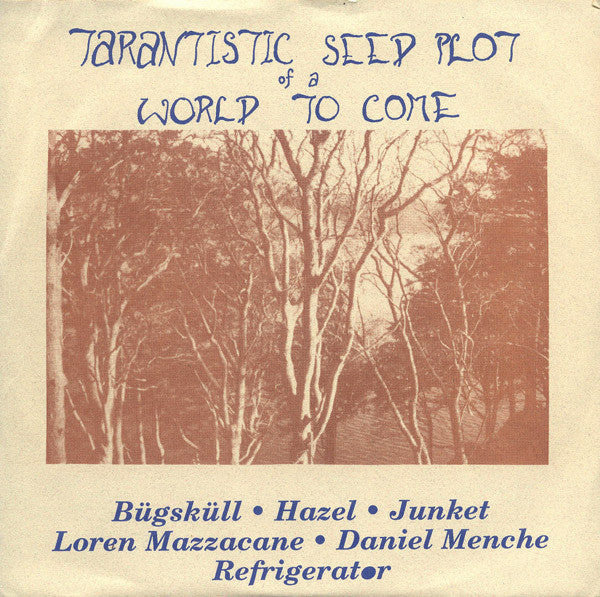 TARANTISTIC SEED PLOT
of a
WORLD TO COME
Bügsküll • Hazel • Junket
Loren Mazzacane • Daniel Menche
Refrigerator